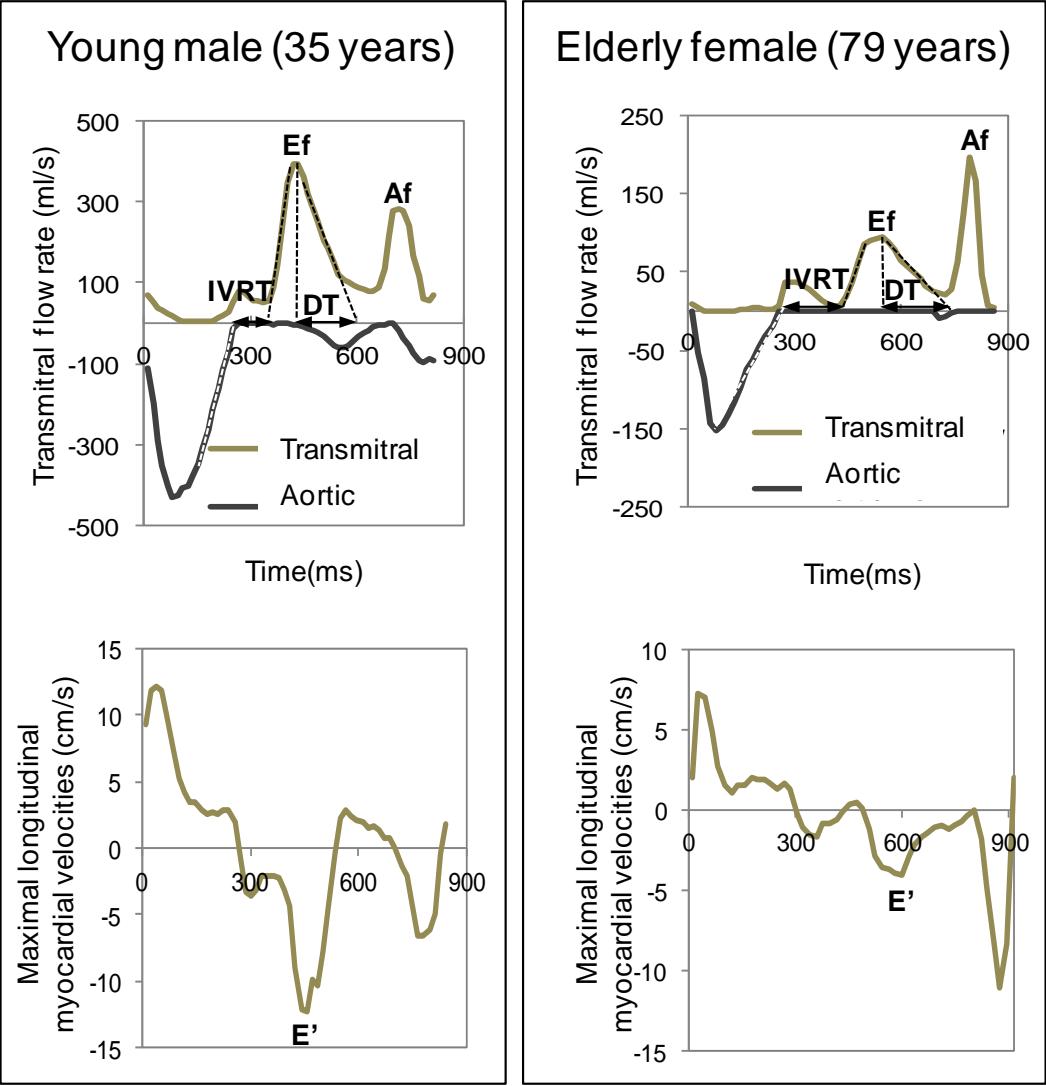 Young male (35 years)
Transmitral flow rate (ml/s)
500
300
100
-100
-300
-500
0
300
600
900
Ef
Af
IVRT
DT
Transmitral
Aortic
Time(ms)
Maximal longitudinal
myocardial velocities (cm/s)
15
10
5
0
-5
-10
-15
0
300
600
900
E’
Elderly female (79 years)
Transmitral flow rate (ml/s)
250
150
50
-50
-150
-250
0
300
600
900
Af
Ef
IVRT
DT
Transmitral
Aortic
Time(ms)
Maximal longitudinal
myocardial velocities (cm/s)
10
5
0
-5
-10
-15
0
300
600
900
E’